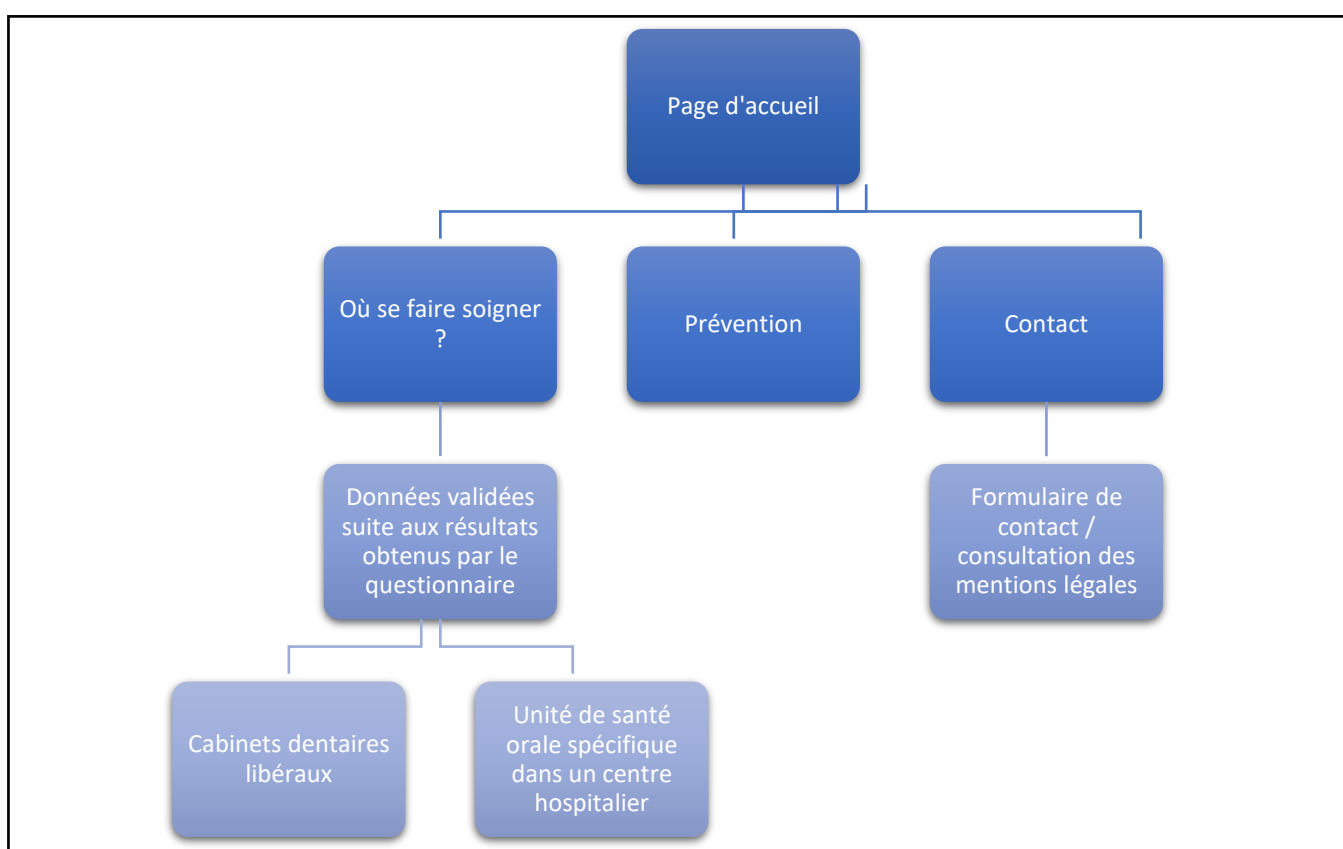 Page d'accueil
Où se faire soigner
?
Prévention
Contact
Données validées
suite aux résultats
obtenus par le
questionnaire
Formulaire de
contact /
consultation des
mentions légales
Cabinets dentaires
libéraux
Unité de santé
orale spécifique
dans un centre
hospitalier